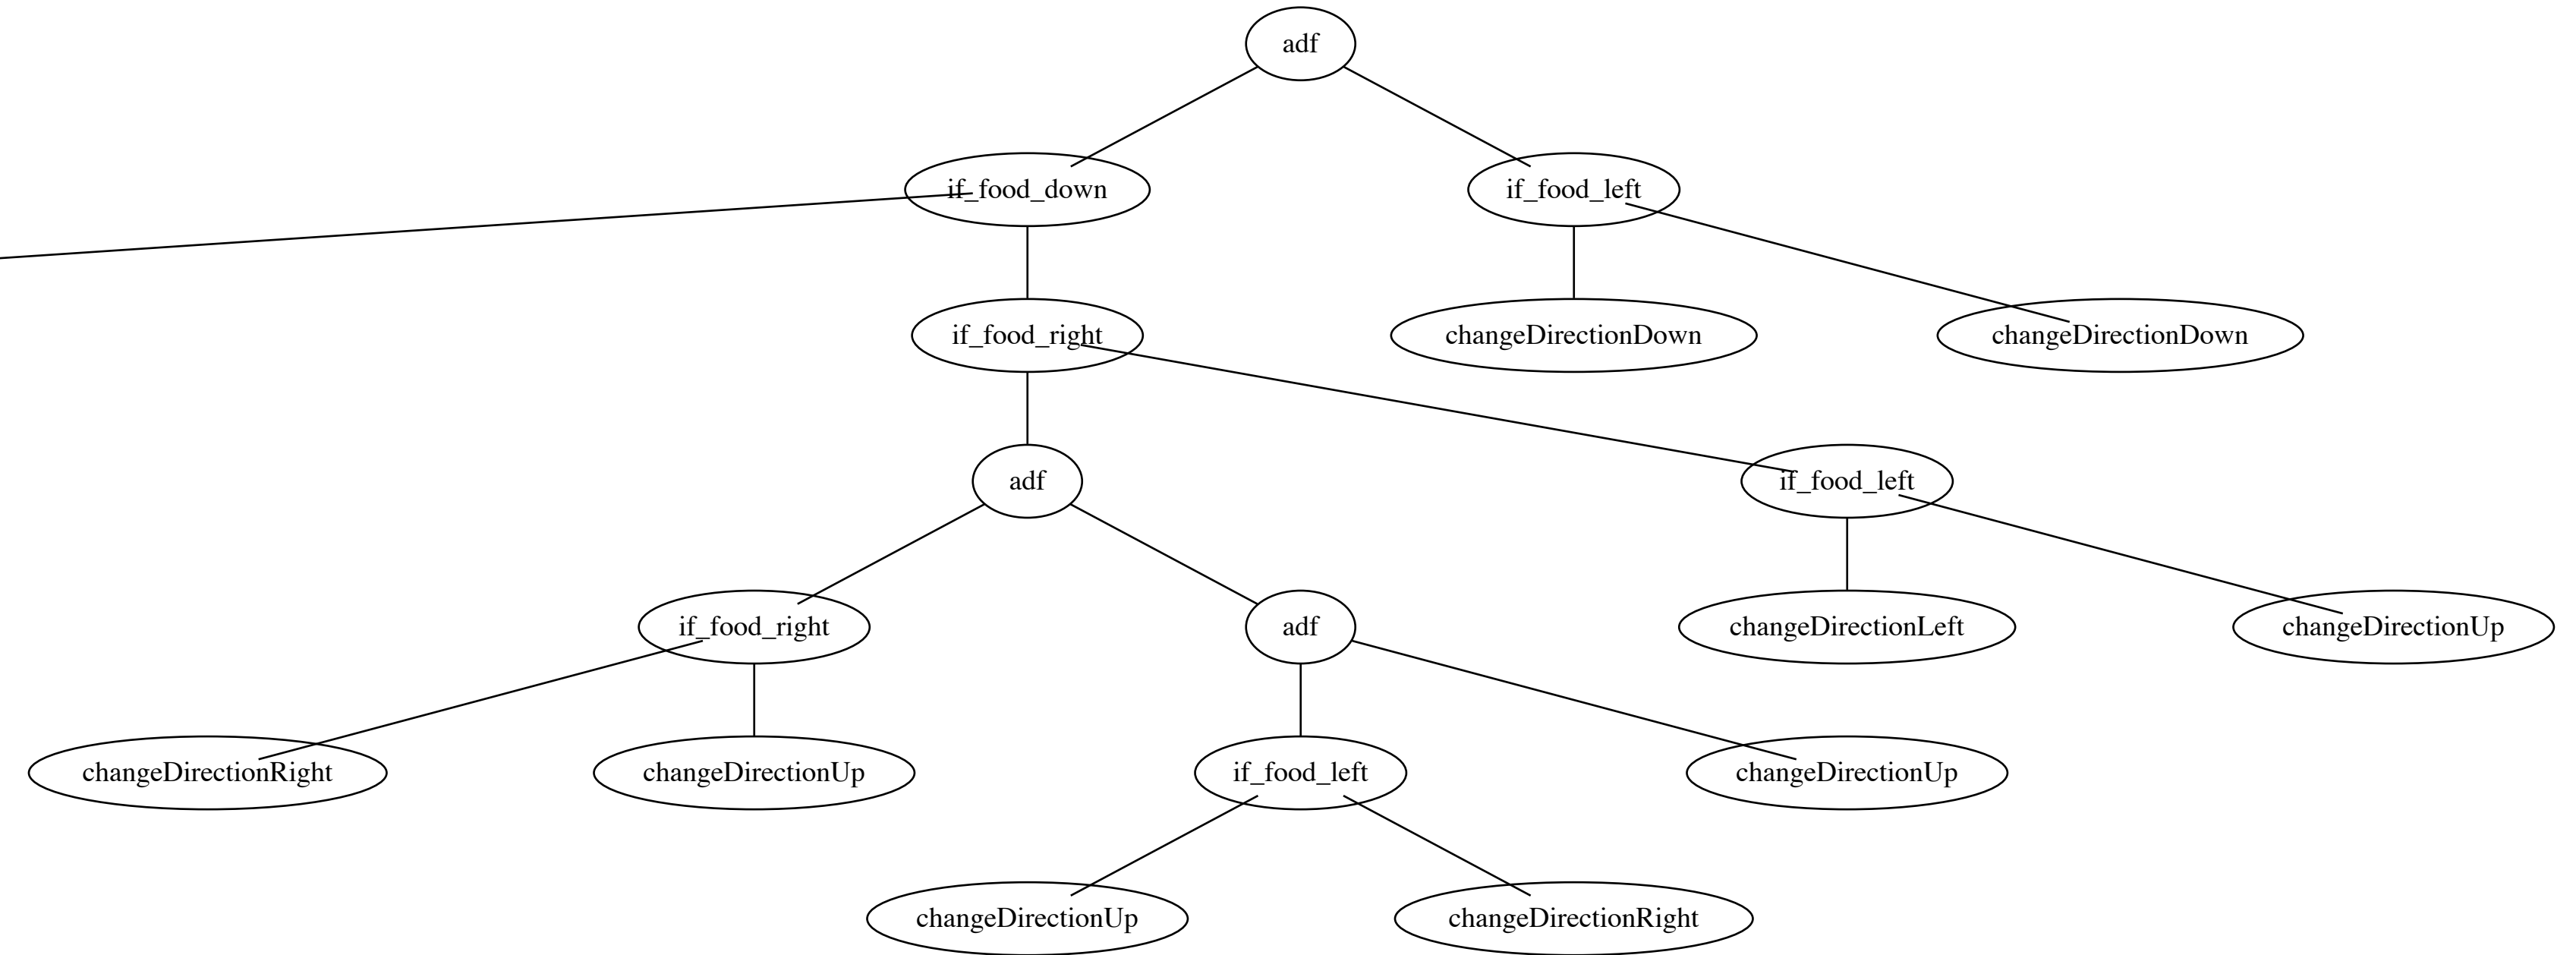 adf
if_food_down
if_food_left
if_food_right
changeDirectionDown
changeDirectionDown
adf
if_food_left
if_food_right
adf
changeDirectionLeft
changeDirectionUp
changeDirectionRight
changeDirectionUp
if_food_left
changeDirectionUp
changeDirectionUp
changeDirectionRight